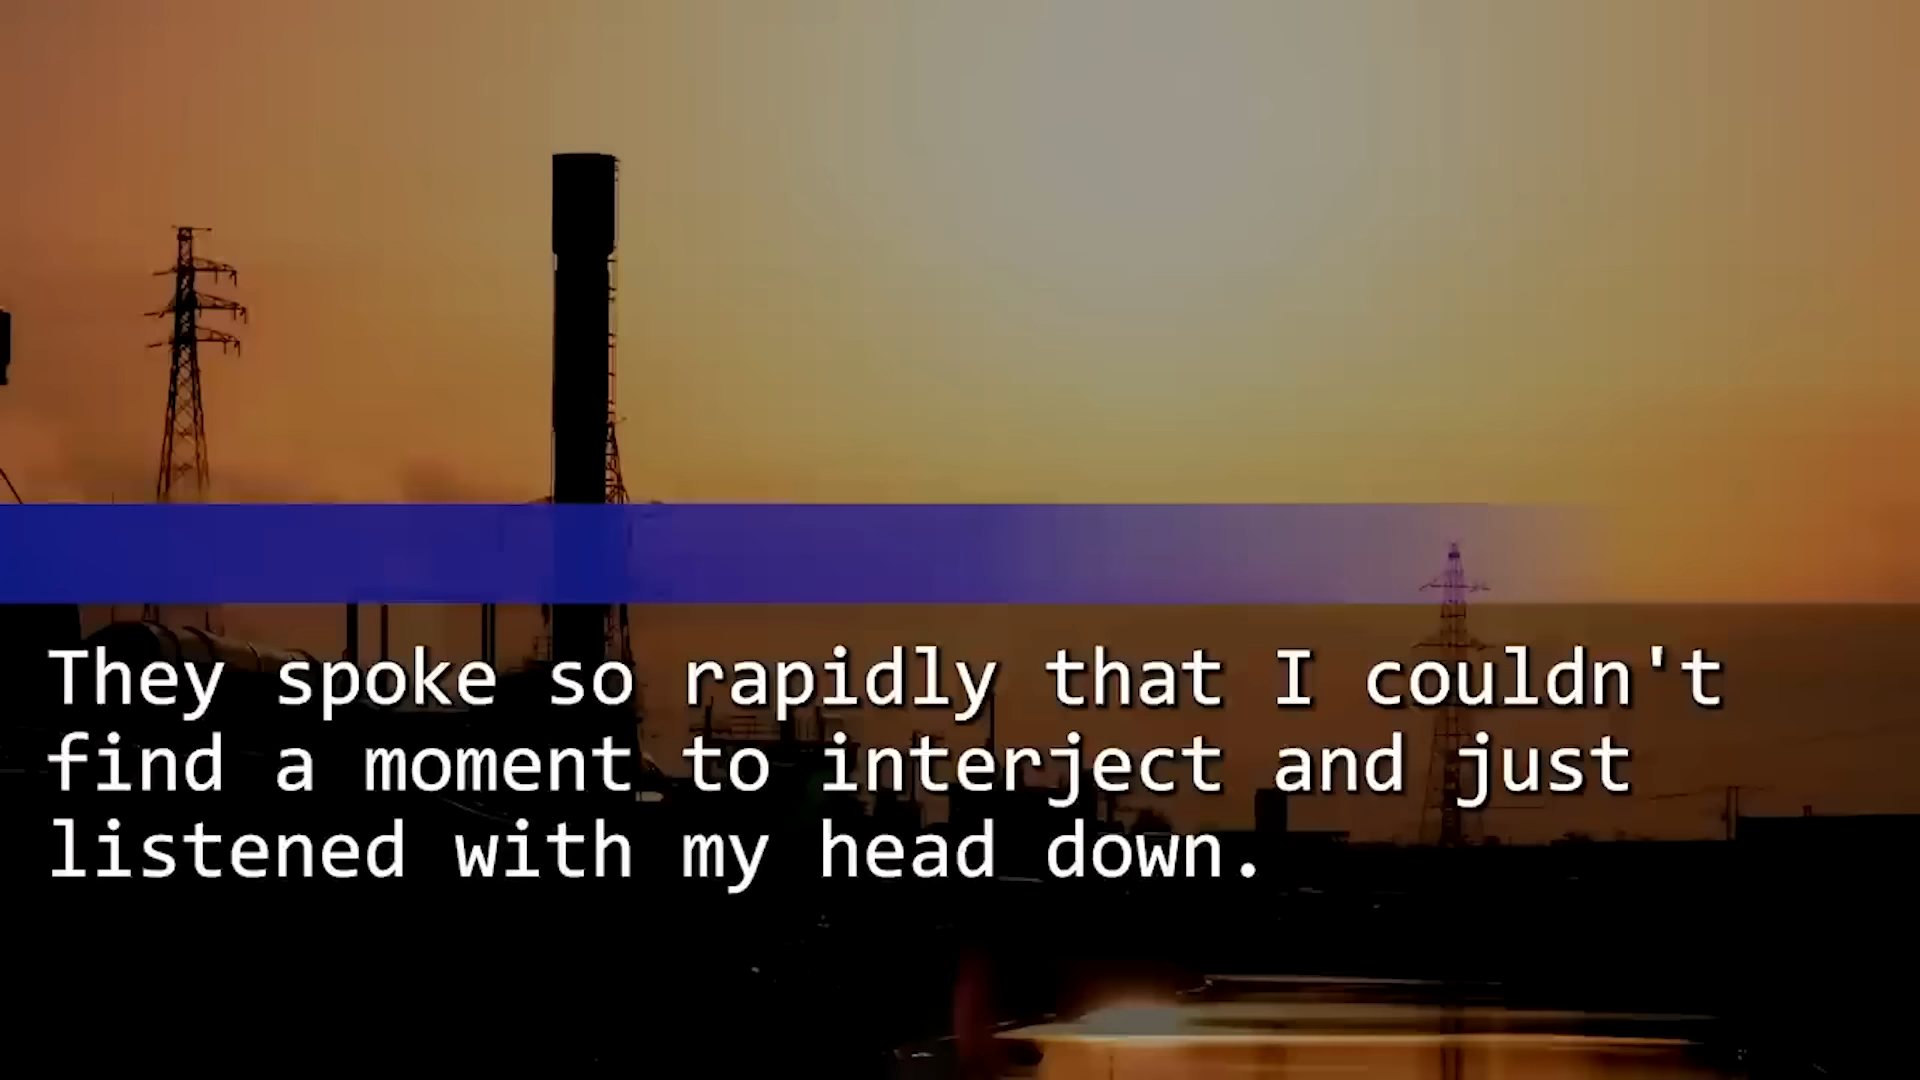 They spoke so rapidly that I couldn't
find a moment to interject and just
listened with my head down.